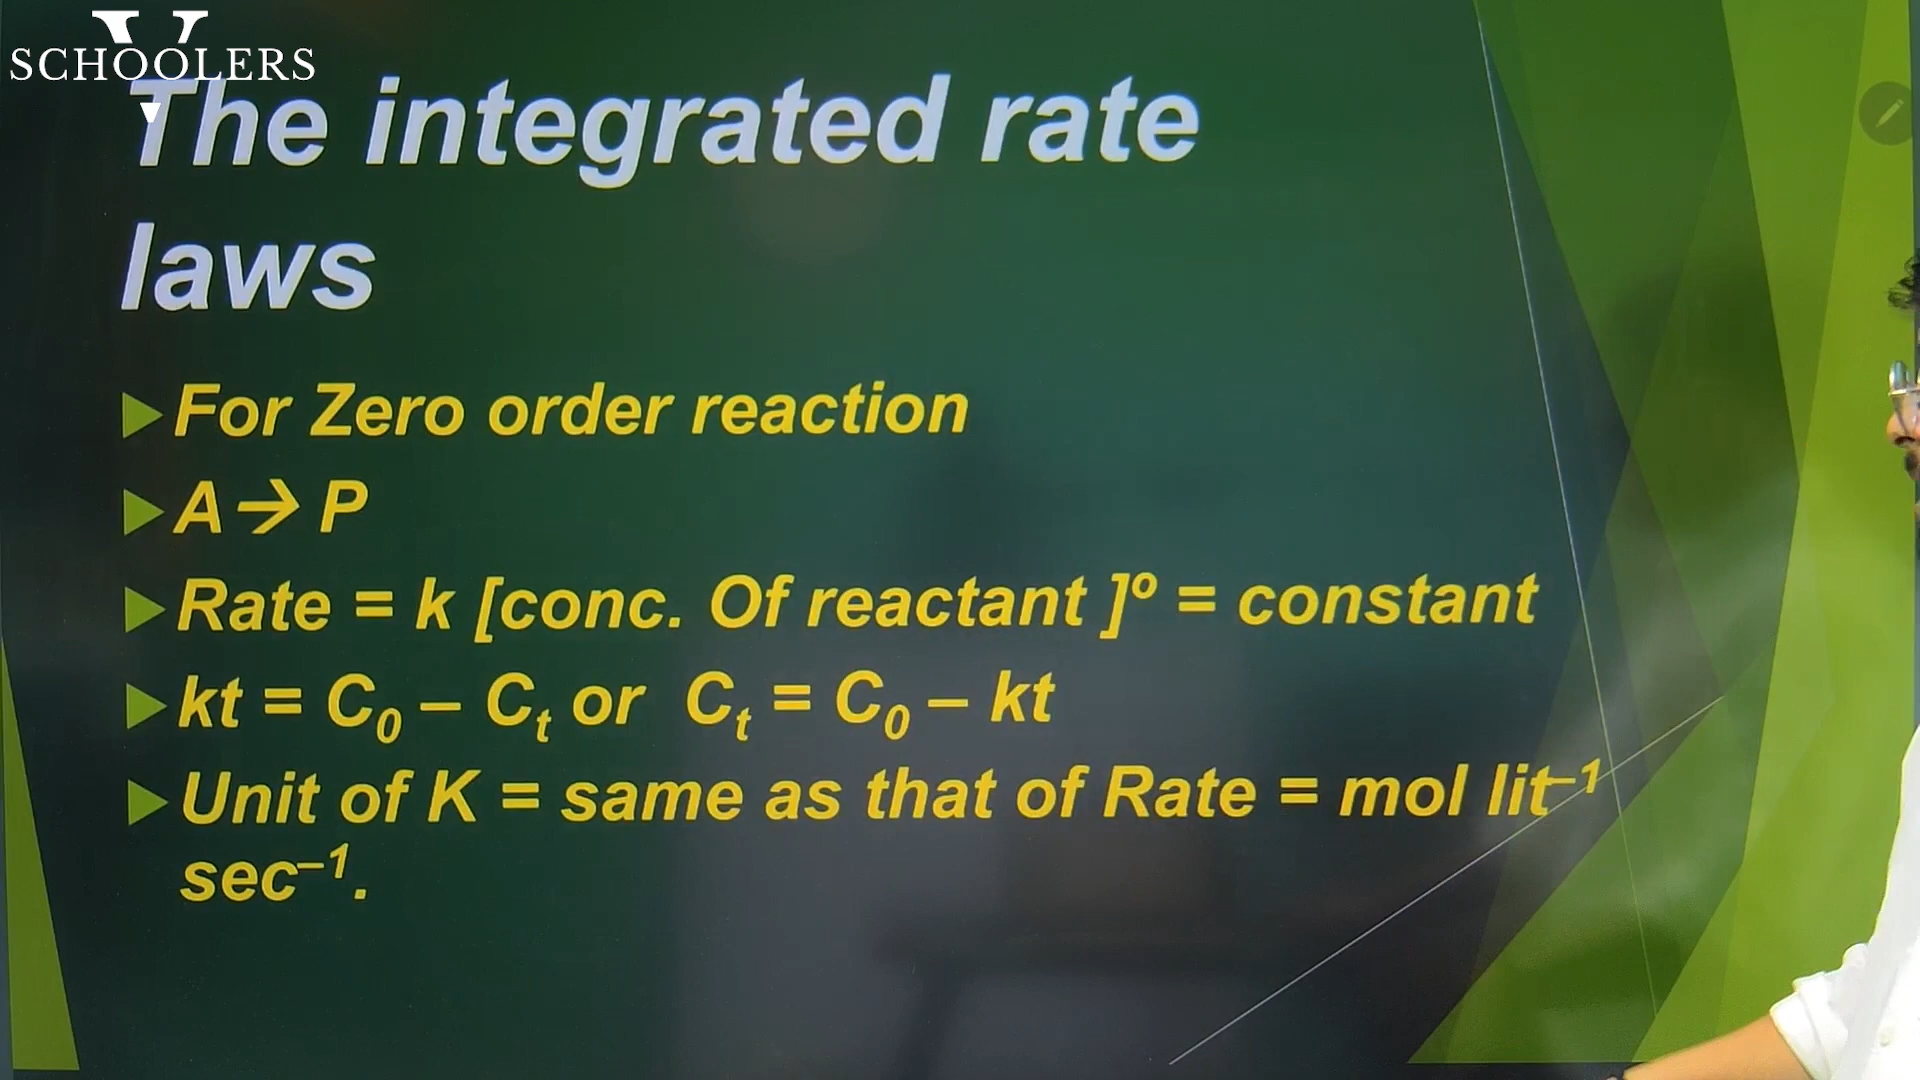 V
SCHOOLERS
The integrated rate
laws
For Zero order reaction
A→ P
Rate = k [conc. Of reactant ]º = constant
kt = C₀ – Cₜ or Cₜ = C₀ – kt
Unit of K = same as that of Rate = mol lit⁻¹
sec⁻¹.